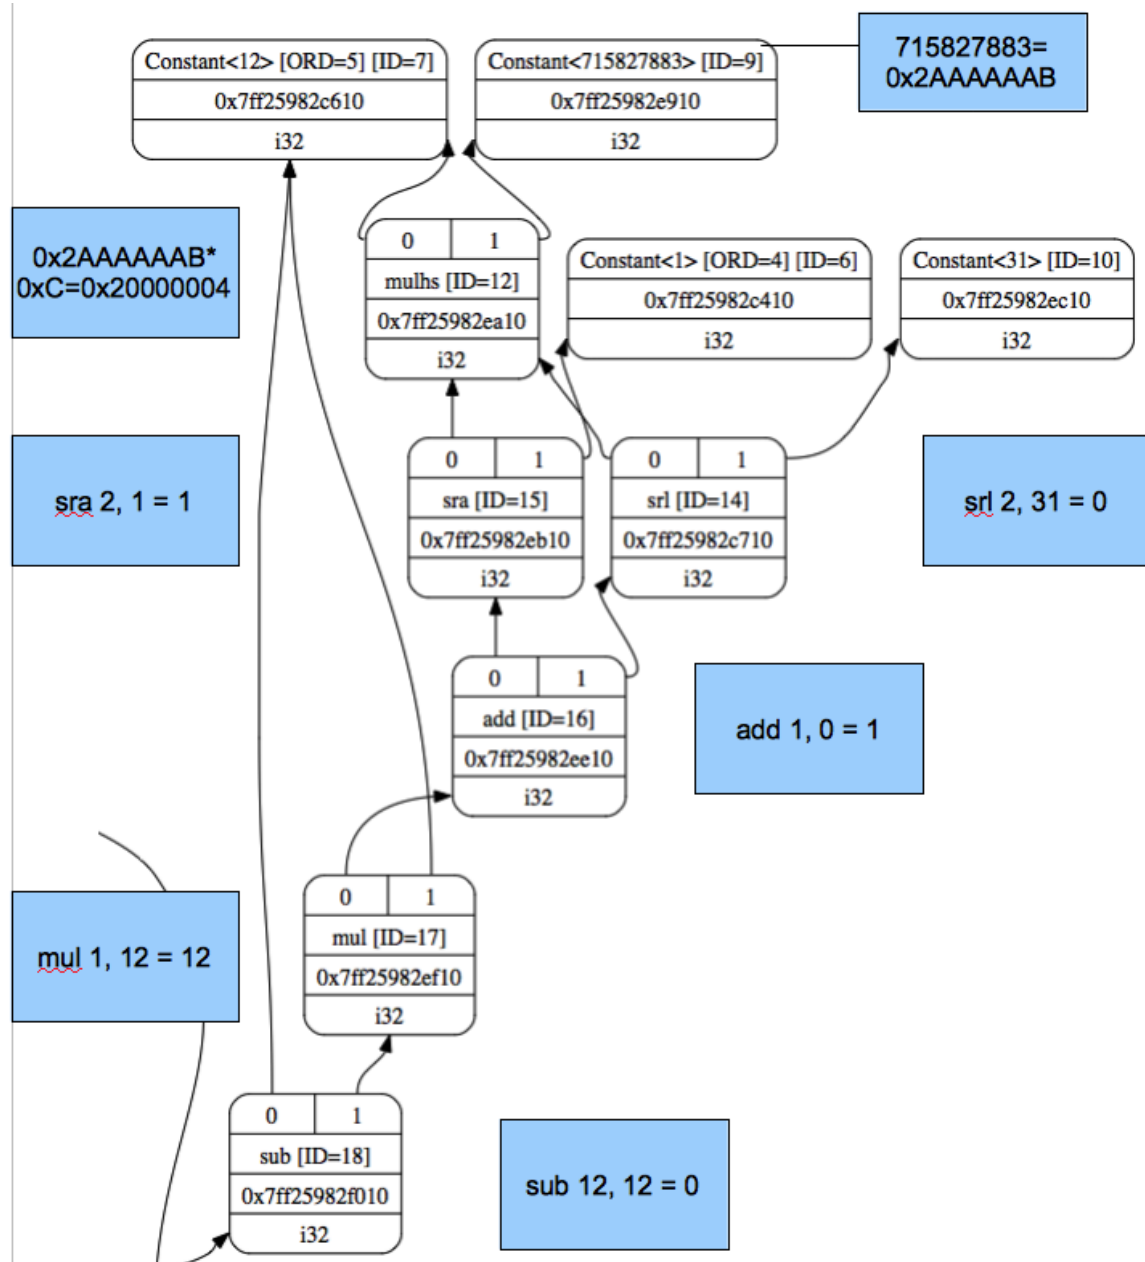 Constant<12> [ORD=5] [ID=7]
0x7ff25982c610
i32
Constant<715827883> [ID=9]
0x7ff25982e910
i32
715827883=
0x2AAAAAAB
0x2AAAAAAB*
0xC=0x20000004
0 1
mulhs [ID=12]
0x7ff25982ea10
i32
Constant<1> [ORD=4] [ID=6]
0x7ff25982c410
i32
Constant<31> [ID=10]
0x7ff25982ec10
i32
sra 2, 1 = 1
0 1
sra [ID=15]
0x7ff25982eb10
i32
0 1
srl [ID=14]
0x7ff25982c710
i32
srl 2, 31 = 0
0 1
add [ID=16]
0x7ff25982ee10
i32
add 1, 0 = 1
mul 1, 12 = 12
0 1
mul [ID=17]
0x7ff25982ef10
i32
0 1
sub [ID=18]
0x7ff25982f010
i32
sub 12, 12 = 0